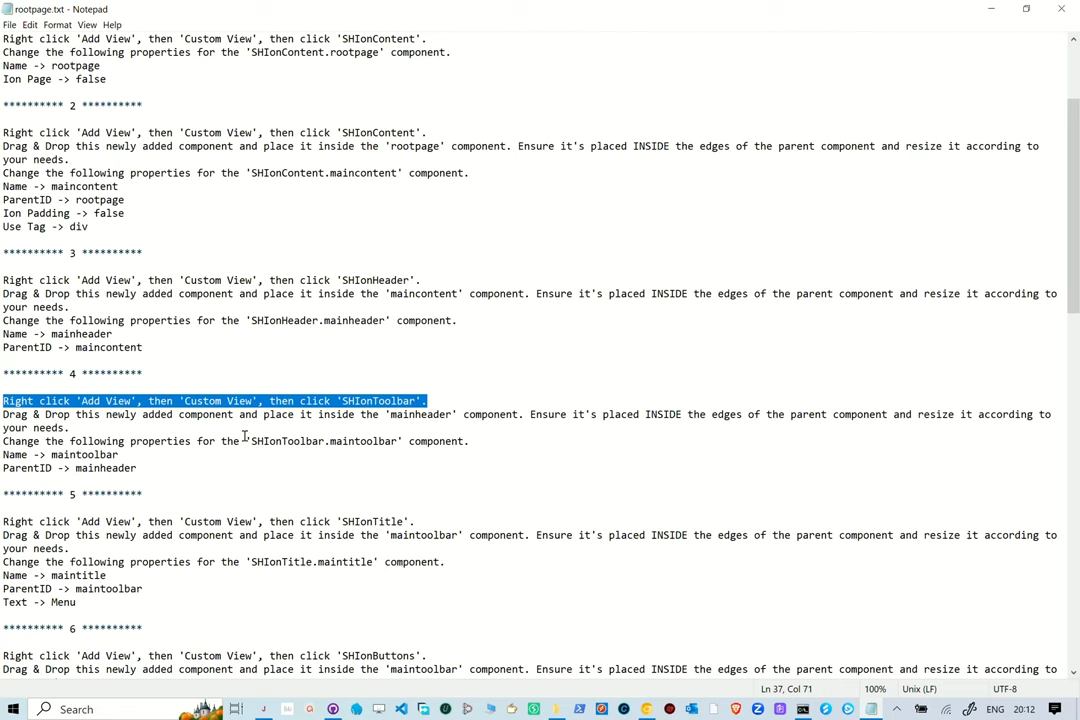 rootpage.txt - Notepad
File Edit Format View Help
Right click 'Add View', then 'Custom View', then click 'SHIonContent'.
Change the following properties for the 'SHIonContent.rootpage' component.
Name -> rootpage
Ion Page -> false
********** 2 **********
Right click 'Add View', then 'Custom View', then click 'SHIonContent'.
Drag & Drop this newly added component and place it inside the 'rootpage' component. Ensure it's placed INSIDE the edges of the parent component and resize it according to
your needs.
Change the following properties for the 'SHIonContent.maincontent' component.
Name -> maincontent
ParentID -> rootpage
Ion Padding -> false
Use Tag -> div
********** 3 **********
Right click 'Add View', then 'Custom View', then click 'SHIonHeader'.
Drag & Drop this newly added component and place it inside the 'maincontent' component. Ensure it's placed INSIDE the edges of the parent component and resize it according to
your needs.
Change the following properties for the 'SHIonHeader.mainheader' component.
Name -> mainheader
ParentID -> maincontent
********** 4 **********
Right click 'Add View', then 'Custom View', then click 'SHIonToolbar'.
Drag & Drop this newly added component and place it inside the 'mainheader' component. Ensure it's placed INSIDE the edges of the parent component and resize it according to
your needs.
Change the following properties for the 'SHIonToolbar.maintoolbar' component.
Name -> maintoolbar
ParentID -> mainheader
********** 5 **********
Right click 'Add View', then 'Custom View', then click 'SHIonTitle'.
Drag & Drop this newly added component and place it inside the 'maintoolbar' component. Ensure it's placed INSIDE the edges of the parent component and resize it according to
your needs.
Change the following properties for the 'SHIonTitle.maintitle' component.
Name -> maintitle
ParentID -> maintoolbar
Text -> Menu
********** 6 **********
Right click 'Add View', then 'Custom View', then click 'SHIonButtons'.
Drag & Drop this newly added component and place it inside the 'maintoolbar' component. Ensure it's placed INSIDE the edges of the parent component and resize it according to
Ln 37, Col 71 100% Unix (LF) UTF-8
Search ENG 20:12